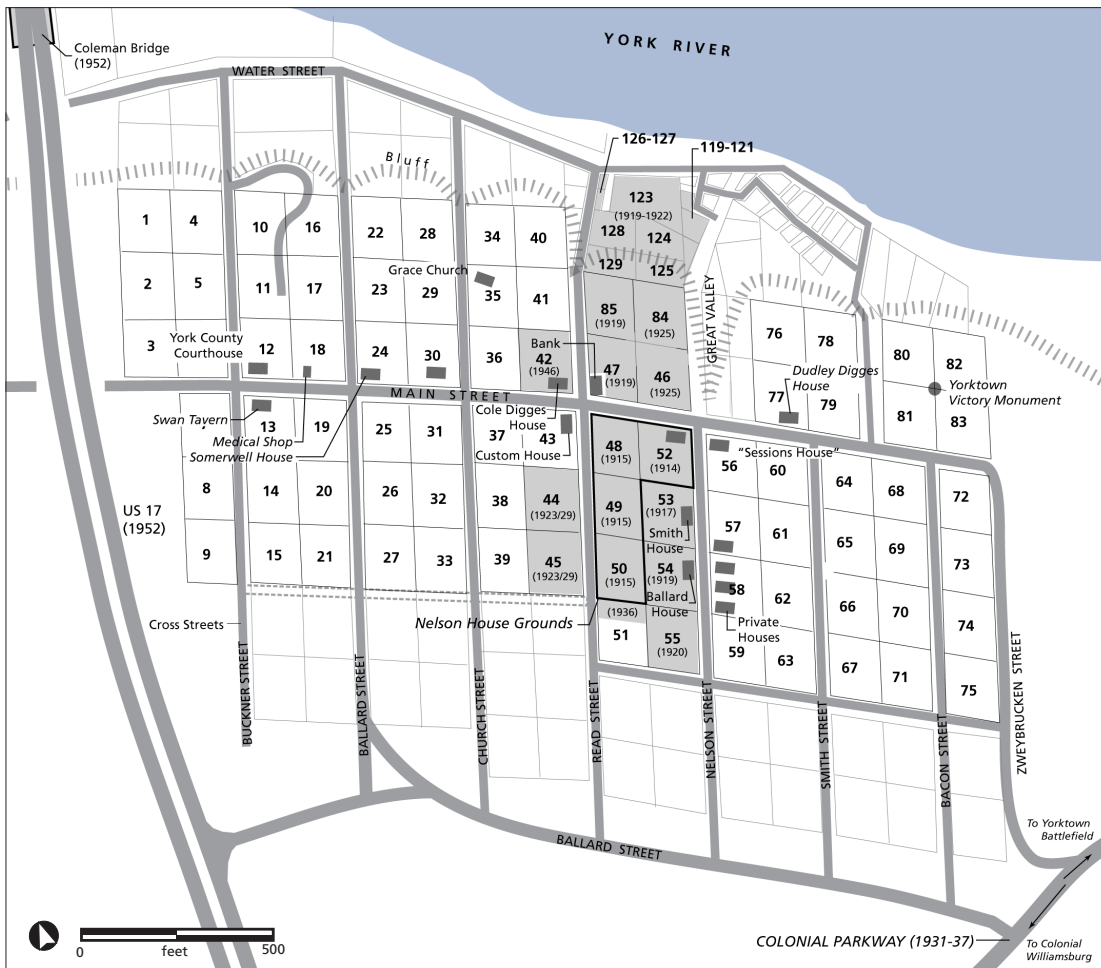 YORK RIVER
Coleman Bridge
(1952)
WATER STREET
126-127
119-121
Bluff
123
(1919-1922)
1
4
10
16
22
28
34
40
128
124
129
125
Grace Church
GREAT VALLEY
2
5
11
17
23
29
35
41
85
(1919)
84
(1925)
76
78
80
82
York County
Courthouse
Bank
Dudley Digges
House
3
12
18
24
30
36
42
(1946)
47
(1919)
46
(1925)
77
79
81
83
Yorktown
Victory Monument
MAIN STREET
Swan Tavern
Medical Shop
Somerwell House
Cole Digges
House
Custom House
13
19
25
31
37
43
48
(1915)
52
(1914)
"Sessions House"
56
60
64
68
72
US 17
(1952)
8
14
20
26
32
38
44
(1923/29)
49
(1915)
53
(1917)
Smith
House
57
61
65
69
73
9
15
21
27
33
39
45
(1923/29)
50
(1915)
54
(1919)
Ballard
House
58
62
66
70
74
Cross Streets
Nelson House Grounds
(1936)
51
55
(1920)
Private
Houses
59
63
67
71
75
BUCKNER STREET
BALLARD STREET
CHURCH STREET
READ STREET
NELSON STREET
SMITH STREET
BACON STREET
ZWEYBRUCKEN STREET
BALLARD STREET
To Yorktown
Battlefield
COLONIAL PARKWAY (1931-37)
To Colonial
Williamsburg
0
feet
500